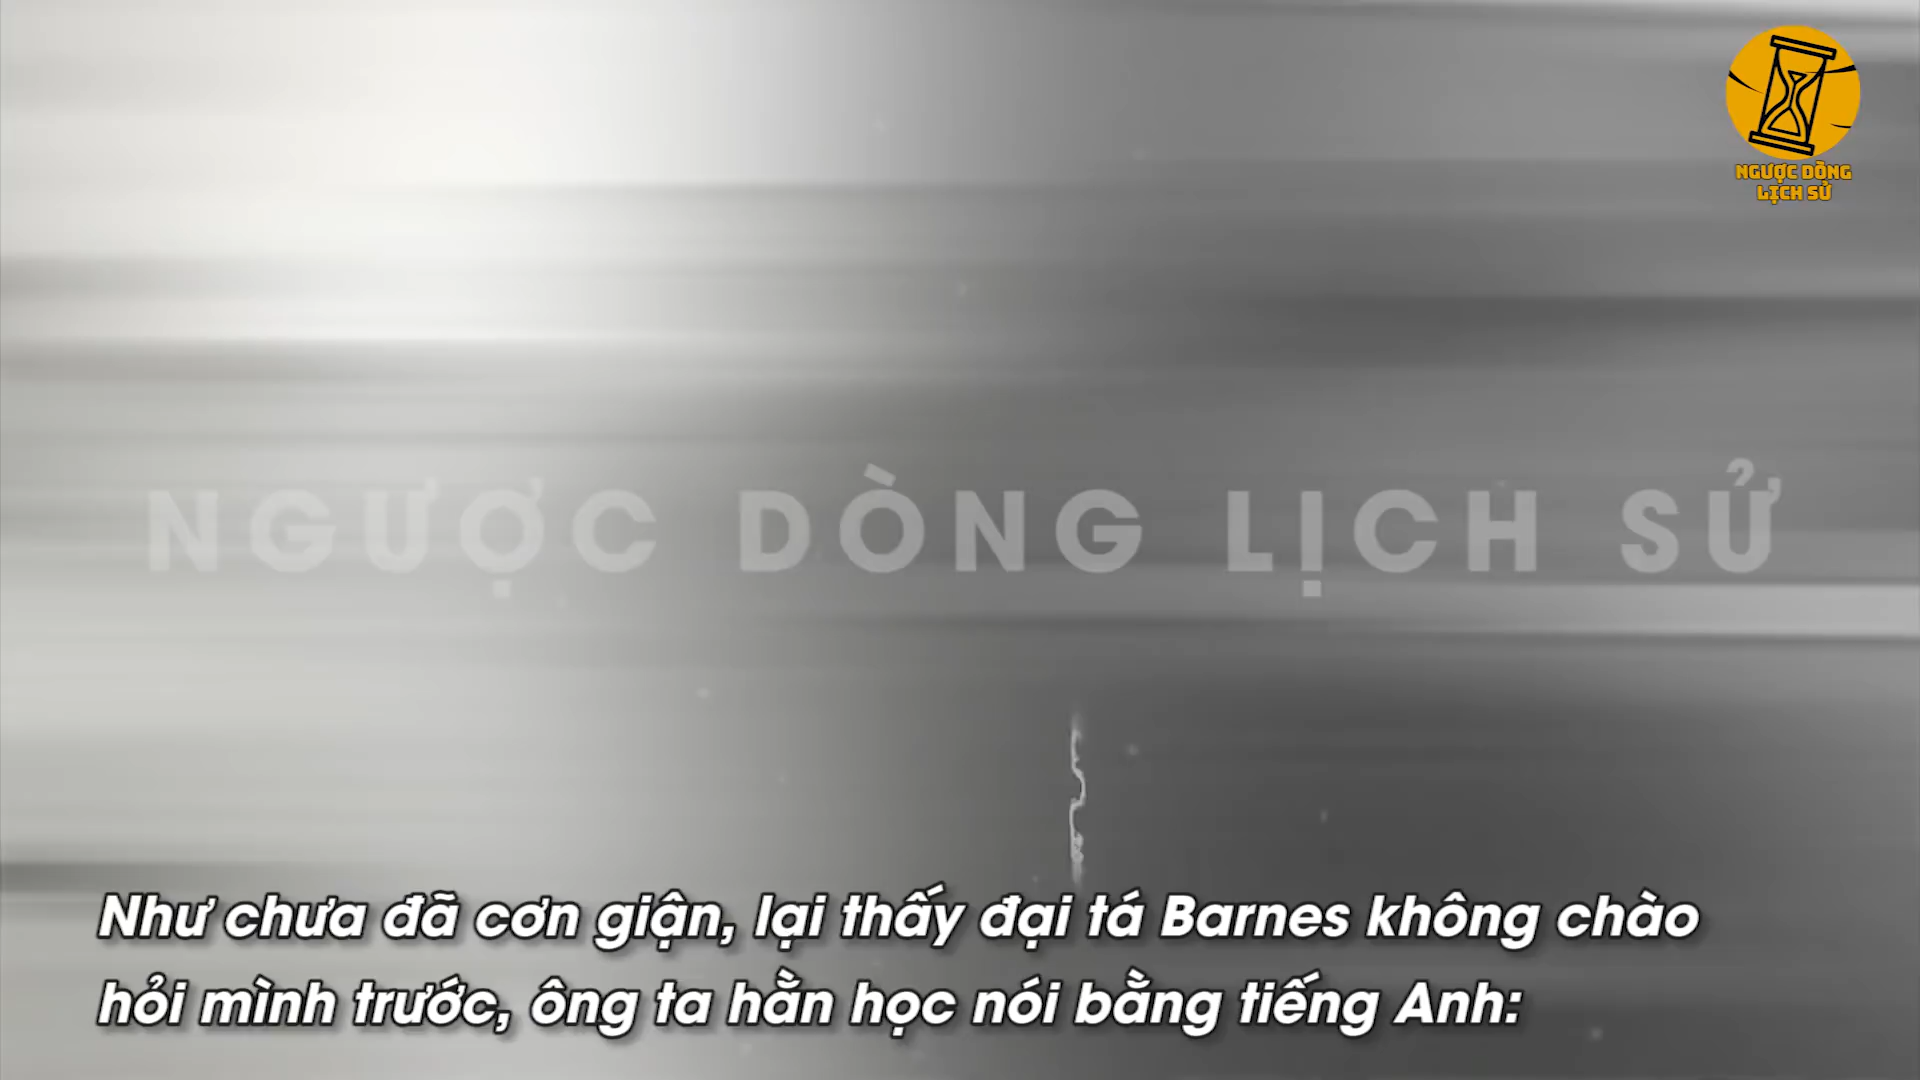 NGƯỢC DÒNG
LỊCH SỬ
NGƯỢC DÒNG LỊCH SỬ
Như chưa đã cơn giận, lại thấy đại tá Barnes không chào
hỏi mình trước, ông ta hằn học nói bằng tiếng Anh: